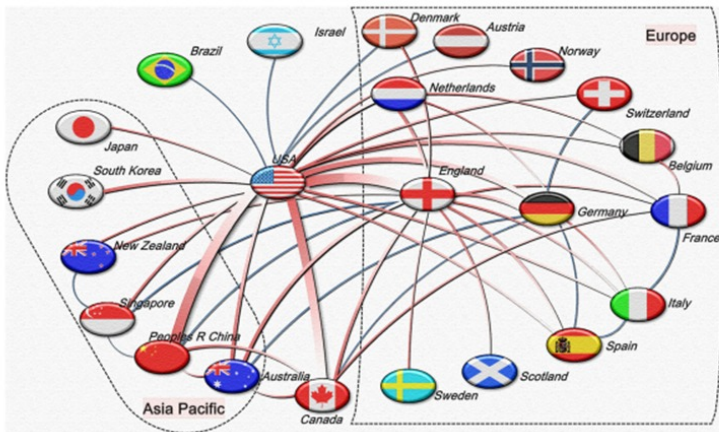 Denmark
Austria
Israel
Europe
Brazil
Norway
Netherlands
Switzerland
Japan
USA
Belgium
South Korea
England
Germany
France
New Zealand
Singapore
Italy
Peoples R China
Spain
Australia
Scotland
Sweden
Asia Pacific
Canada